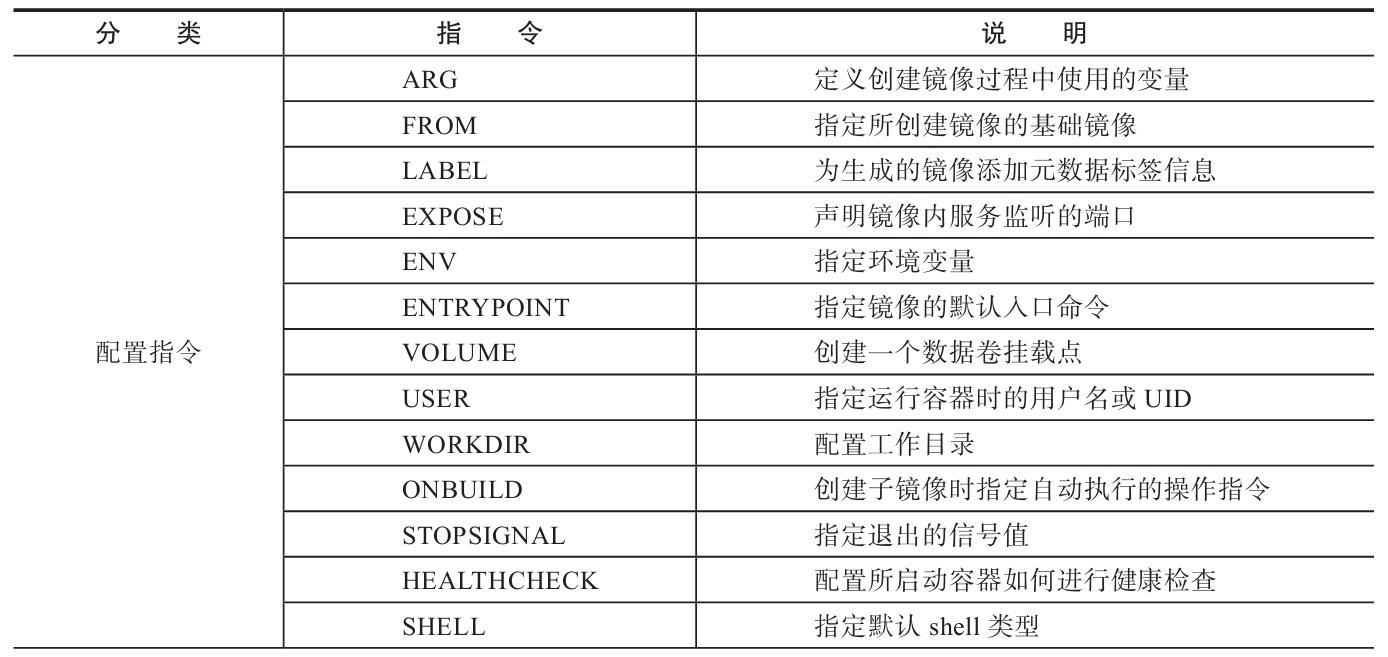 分 类 指 令 说 明
ARG 定义创建镜像过程中使用的变量
FROM 指定所创建镜像的基础镜像
LABEL 为生成的镜像添加元数据标签信息
EXPOSE 声明镜像内服务监听的端口
ENV 指定环境变量
ENTRYPOINT 指定镜像的默认入口命令
配置指令 VOLUME 创建一个数据卷挂载点
USER 指定运行容器时的用户名或 UID
WORKDIR 配置工作目录
ONBUILD 创建子镜像时指定自动执行的操作指令
STOPSIGNAL 指定退出的信号值
HEALTHCHECK 配置所启动容器如何进行健康检查
SHELL 指定默认 shell 类型